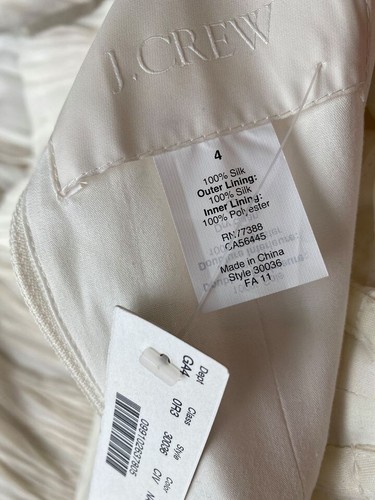 J.CREW
4
100% Silk
Outer Lining:
100% Silk
Inner Lining:
100% Polyester
RN77388
CA56445
Made in China
Style 30036
FA 11
Dept Class Style Color
GA4 0R3 30036 CIV